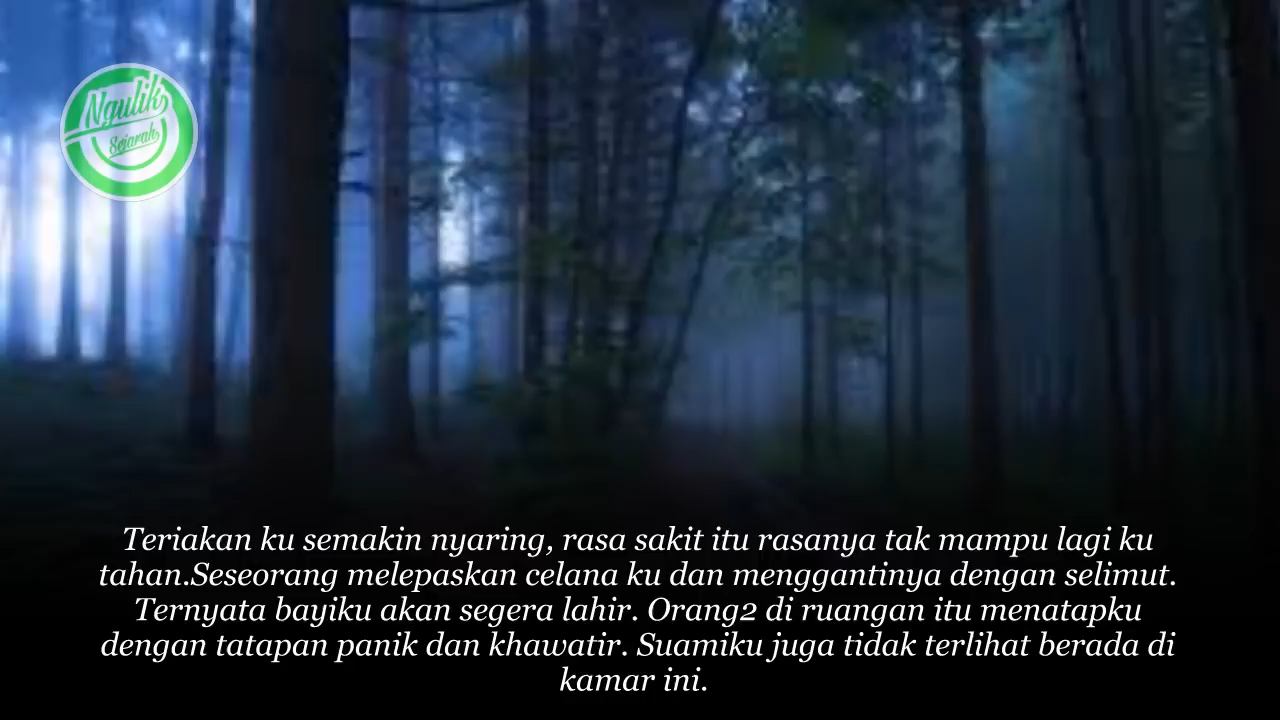 Ngulik
Sejarah
Teriakan ku semakin nyaring, rasa sakit itu rasanya tak mampu lagi ku
tahan.Seseorang melepaskan celana ku dan menggantinya dengan selimut.
Ternyata bayiku akan segera lahir. Orang2 di ruangan itu menatapku
dengan tatapan panik dan khawatir. Suamiku juga tidak terlihat berada di
kamar ini.